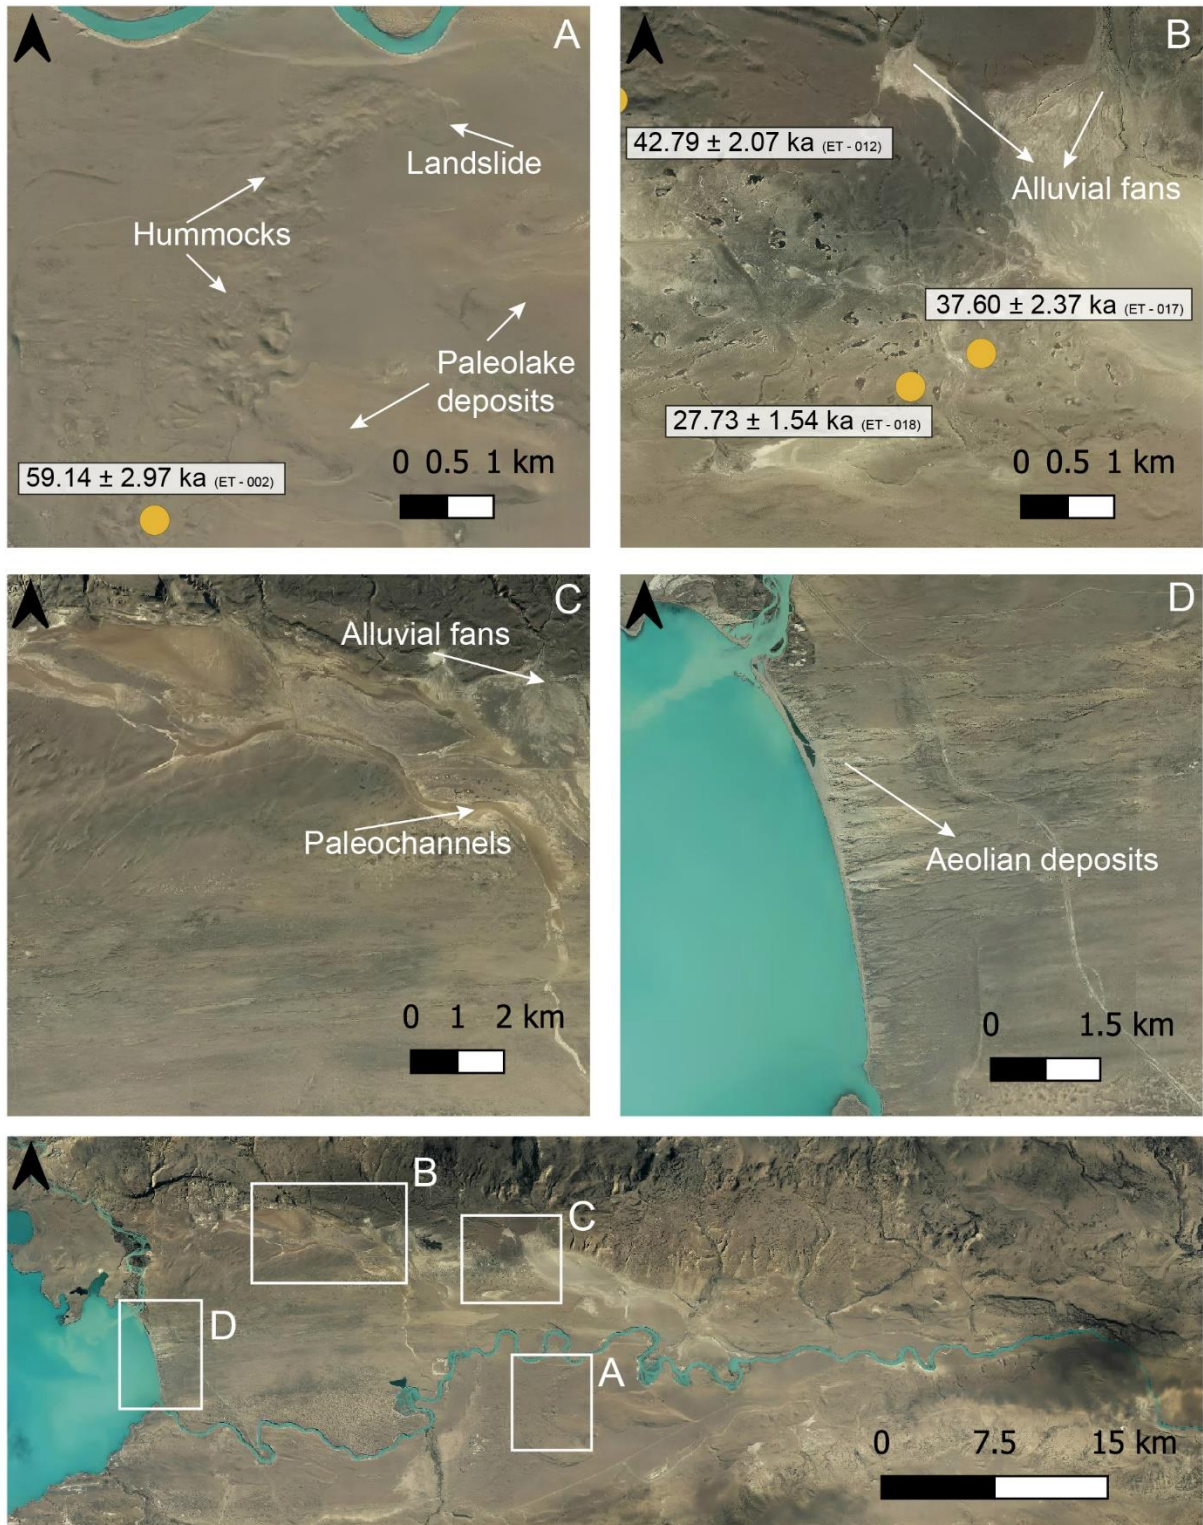 A
Landslide
Hummocks
Paleolake
deposits
0 0.5 1 km
59.14 ± 2.97 ka (ET - 002)
B
42.79 ± 2.07 ka (ET - 012)
Alluvial fans
37.60 ± 2.37 ka (ET - 017)
27.73 ± 1.54 ka (ET - 018)
0 0.5 1 km
C
Alluvial fans
Paleochannels
0 1 2 km
D
Aeolian deposits
0 1.5 km
B
C
D
A
0 7.5 15 km